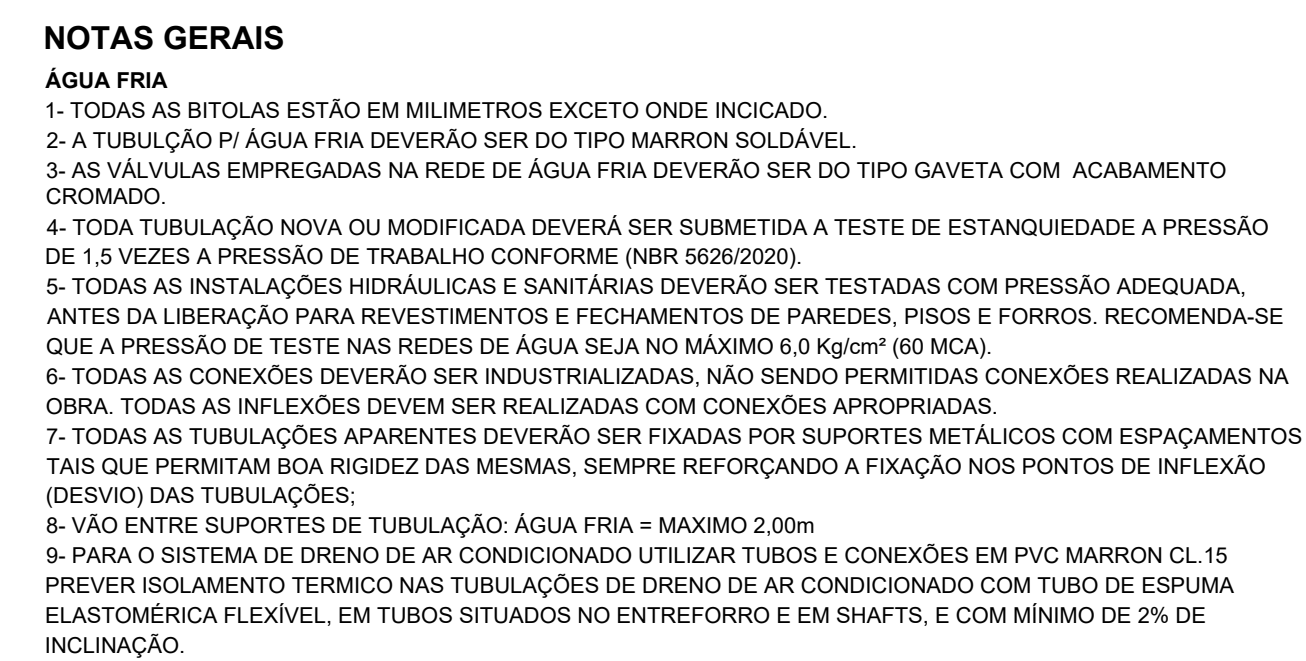 NOTAS GERAIS
ÁGUA FRIA
1- TODAS AS BITOLAS ESTÃO EM MILIMETROS EXCETO ONDE INCICADO.
2- A TUBULÇÃO P/ ÁGUA FRIA DEVERÃO SER DO TIPO MARRON SOLDÁVEL.
3- AS VÁLVULAS EMPREGADAS NA REDE DE ÁGUA FRIA DEVERÃO SER DO TIPO GAVETA COM ACABAMENTO
CROMADO.
4- TODA TUBULAÇÃO NOVA OU MODIFICADA DEVERÁ SER SUBMETIDA A TESTE DE ESTANQUIEDADE A PRESSÃO
DE 1,5 VEZES A PRESSÃO DE TRABALHO CONFORME (NBR 5626/2020).
5- TODAS AS INSTALAÇÕES HIDRÁULICAS E SANITÁRIAS DEVERÃO SER TESTADAS COM PRESSÃO ADEQUADA,
ANTES DA LIBERAÇÃO PARA REVESTIMENTOS E FECHAMENTOS DE PAREDES, PISOS E FORROS. RECOMENDA-SE
QUE A PRESSÃO DE TESTE NAS REDES DE ÁGUA SEJA NO MÁXIMO 6,0 Kg/cm² (60 MCA).
6- TODAS AS CONEXÕES DEVERÃO SER INDUSTRIALIZADAS, NÃO SENDO PERMITIDAS CONEXÕES REALIZADAS NA
OBRA. TODAS AS INFLEXÕES DEVEM SER REALIZADAS COM CONEXÕES APROPRIADAS.
7- TODAS AS TUBULAÇÕES APARENTES DEVERÃO SER FIXADAS POR SUPORTES METÁLICOS COM ESPAÇAMENTOS
TAIS QUE PERMITAM BOA RIGIDEZ DAS MESMAS, SEMPRE REFORÇANDO A FIXAÇÃO NOS PONTOS DE INFLEXÃO
(DESVIO) DAS TUBULAÇÕES;
8- VÃO ENTRE SUPORTES DE TUBULAÇÃO: ÁGUA FRIA = MAXIMO 2,00m
9- PARA O SISTEMA DE DRENO DE AR CONDICIONADO UTILIZAR TUBOS E CONEXÕES EM PVC MARRON CL.15
PREVER ISOLAMENTO TERMICO NAS TUBULAÇÕES DE DRENO DE AR CONDICIONADO COM TUBO DE ESPUMA
ELASTOMÉRICA FLEXÍVEL, EM TUBOS SITUADOS NO ENTREFORRO E EM SHAFTS, E COM MÍNIMO DE 2% DE
INCLINAÇÃO.